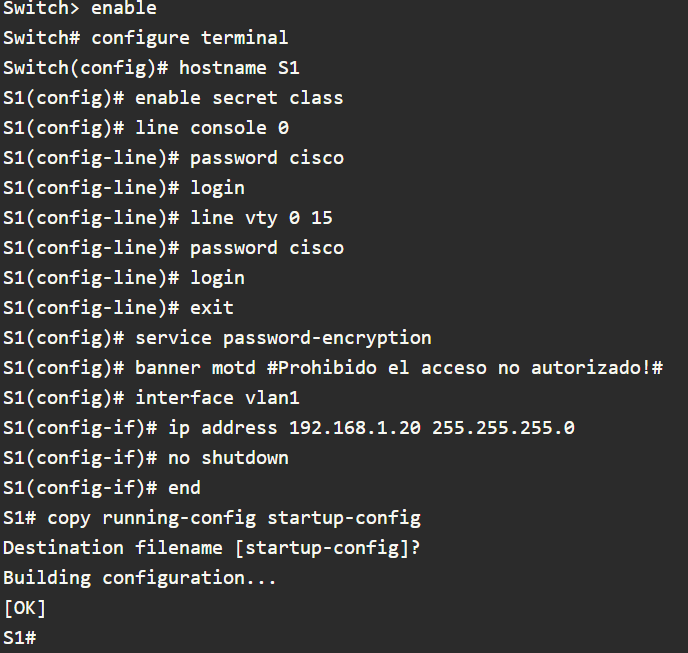 Switch> enable
Switch# configure terminal
Switch(config)# hostname S1
S1(config)# enable secret class
S1(config)# line console 0
S1(config-line)# password cisco
S1(config-line)# login
S1(config-line)# line vty 0 15
S1(config-line)# password cisco
S1(config-line)# login
S1(config-line)# exit
S1(config)# service password-encryption
S1(config)# banner motd #Prohibido el acceso no autorizado!#
S1(config)# interface vlan1
S1(config-if)# ip address 192.168.1.20 255.255.255.0
S1(config-if)# no shutdown
S1(config-if)# end
S1# copy running-config startup-config
Destination filename [startup-config]?
Building configuration...
[OK]
S1#